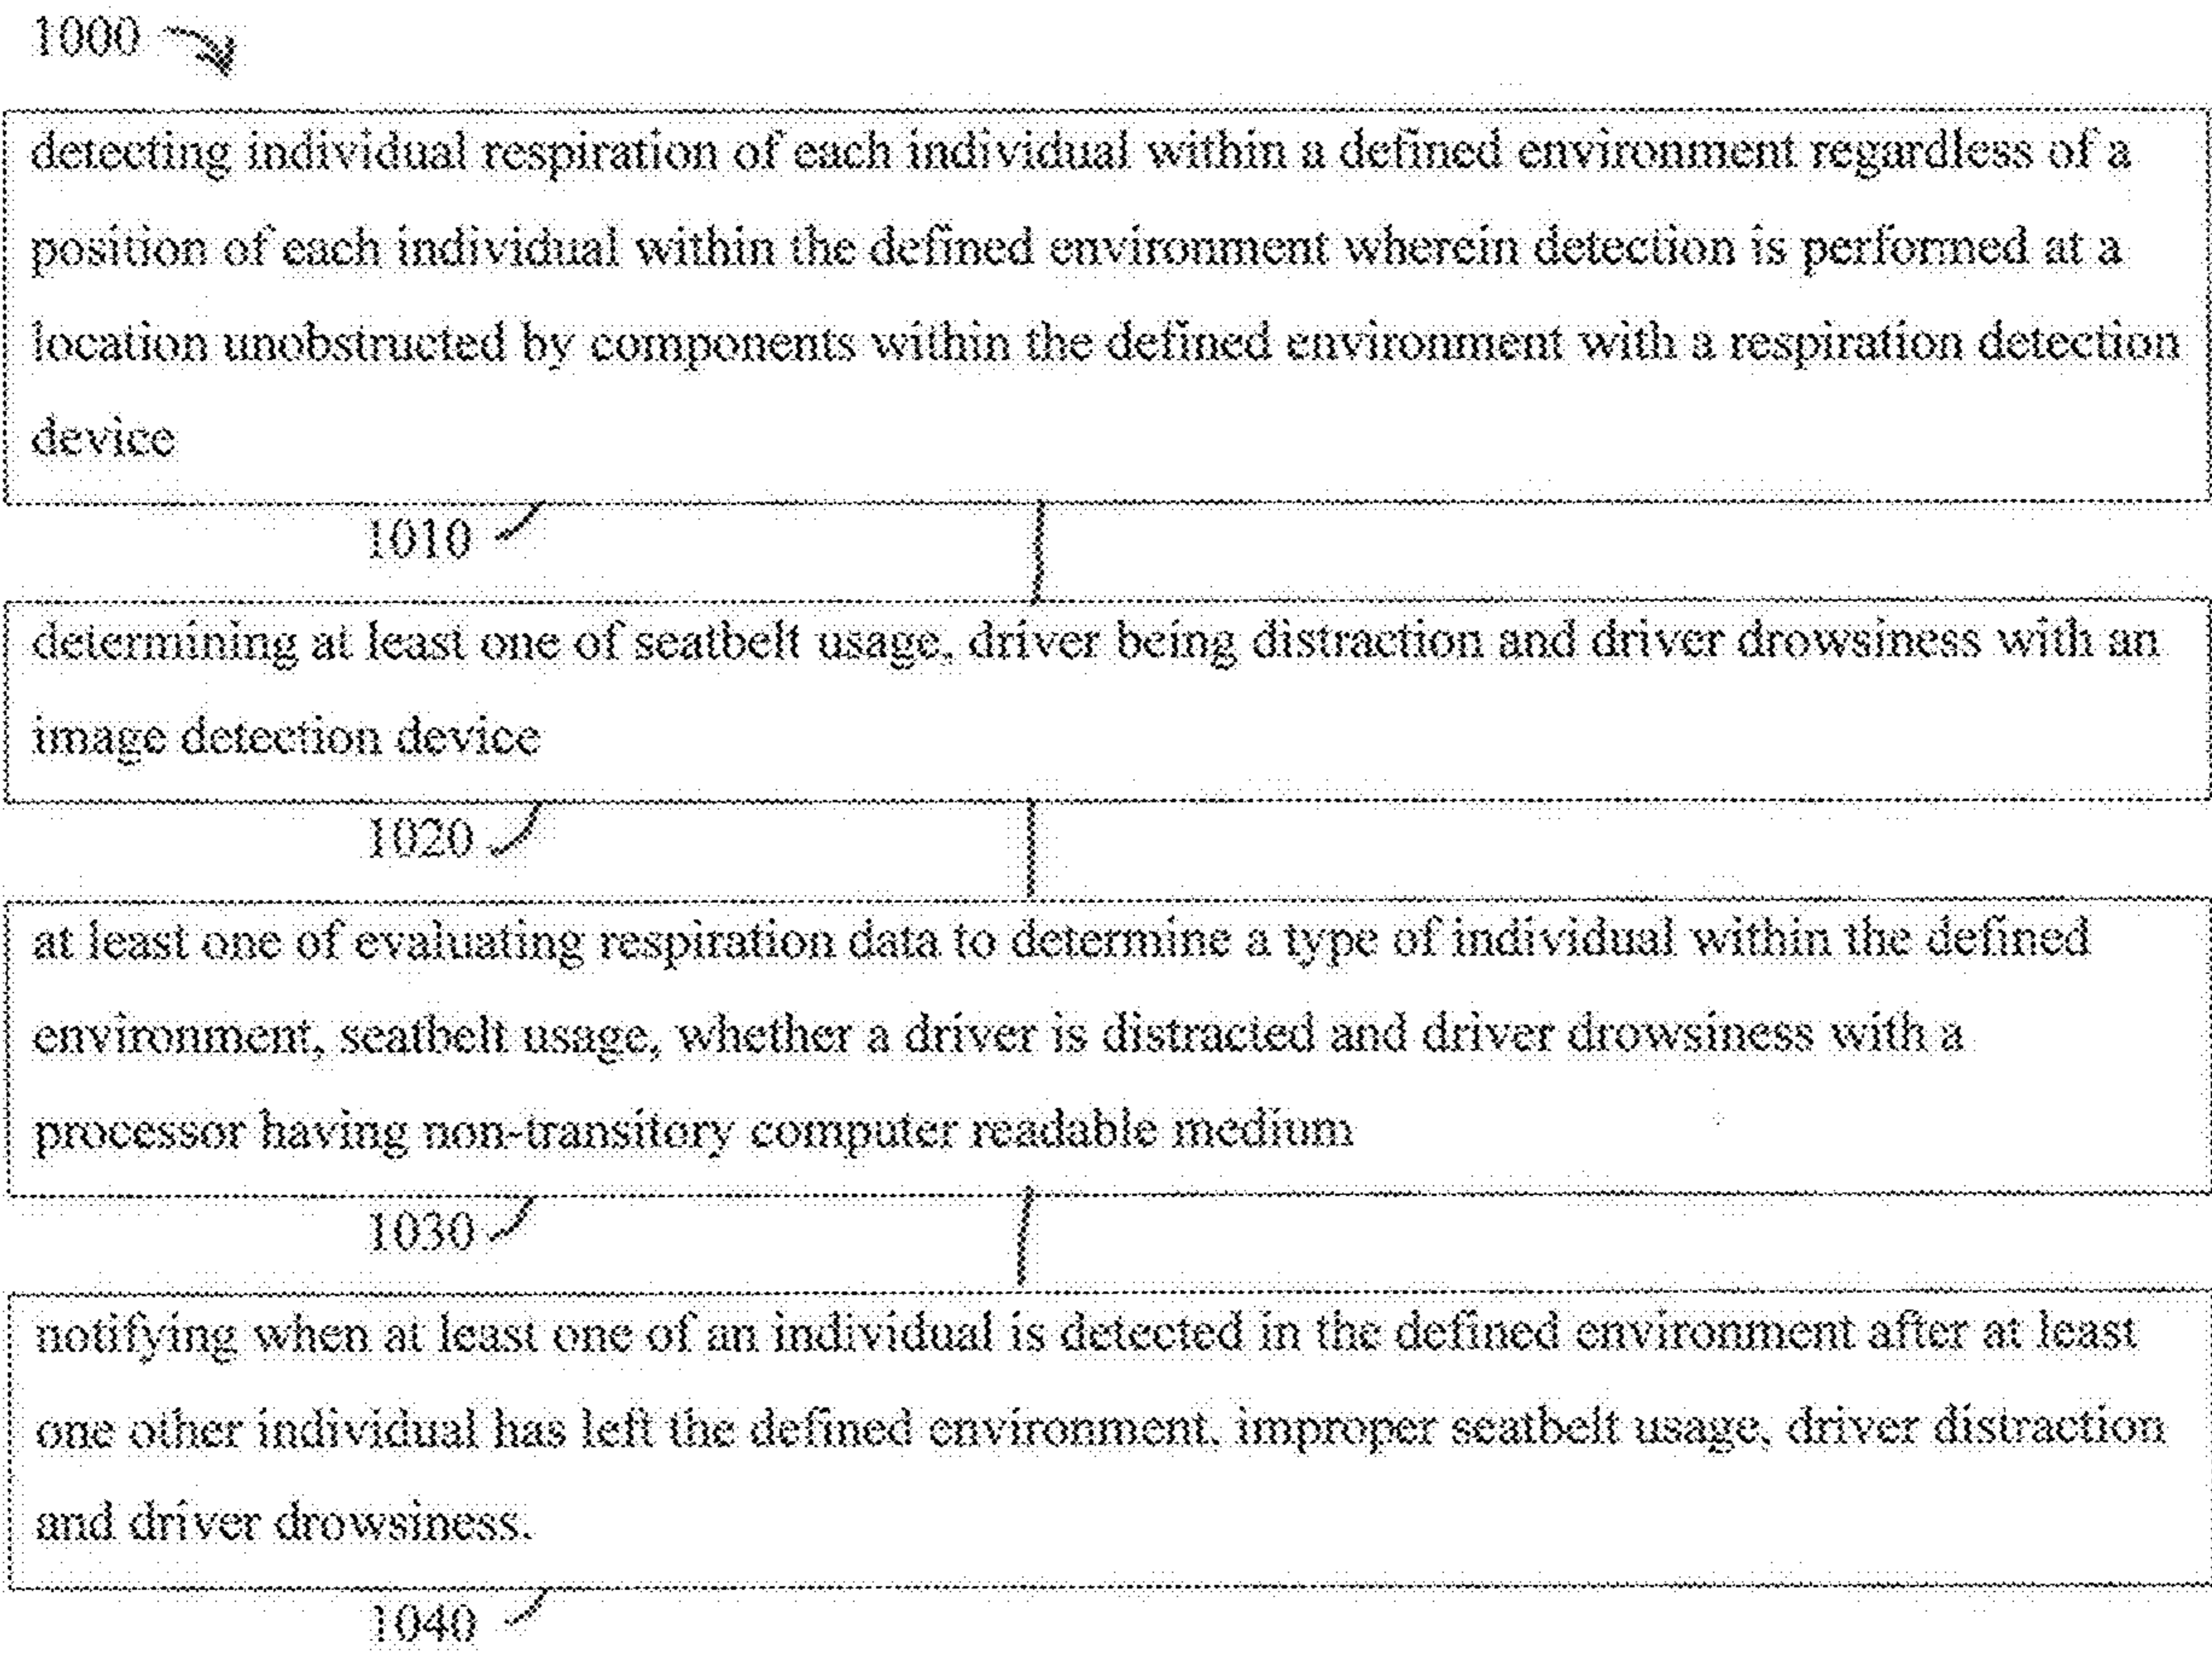 1000
detecting individual respiration of each individual within a defined environment regardless of a
position of each individual within the defined environment wherein detection is performed at a
location unobstructed by components within the defined environment with a respiration detection
device
1010
determining at least one of seatbelt usage, driver being distraction and driver drowsiness with an
image detection device
1020
at least one of evaluating respiration data to determine a type of individual within the defined
environment, seatbelt usage, whether a driver is distracted and driver drowsiness with a
processor having non-transitory computer readable medium
1030
notifying when at least one of an individual is detected in the defined environment after at least
one other individual has left the defined environment, improper seatbelt usage, driver distraction
and driver drowsiness.
1040